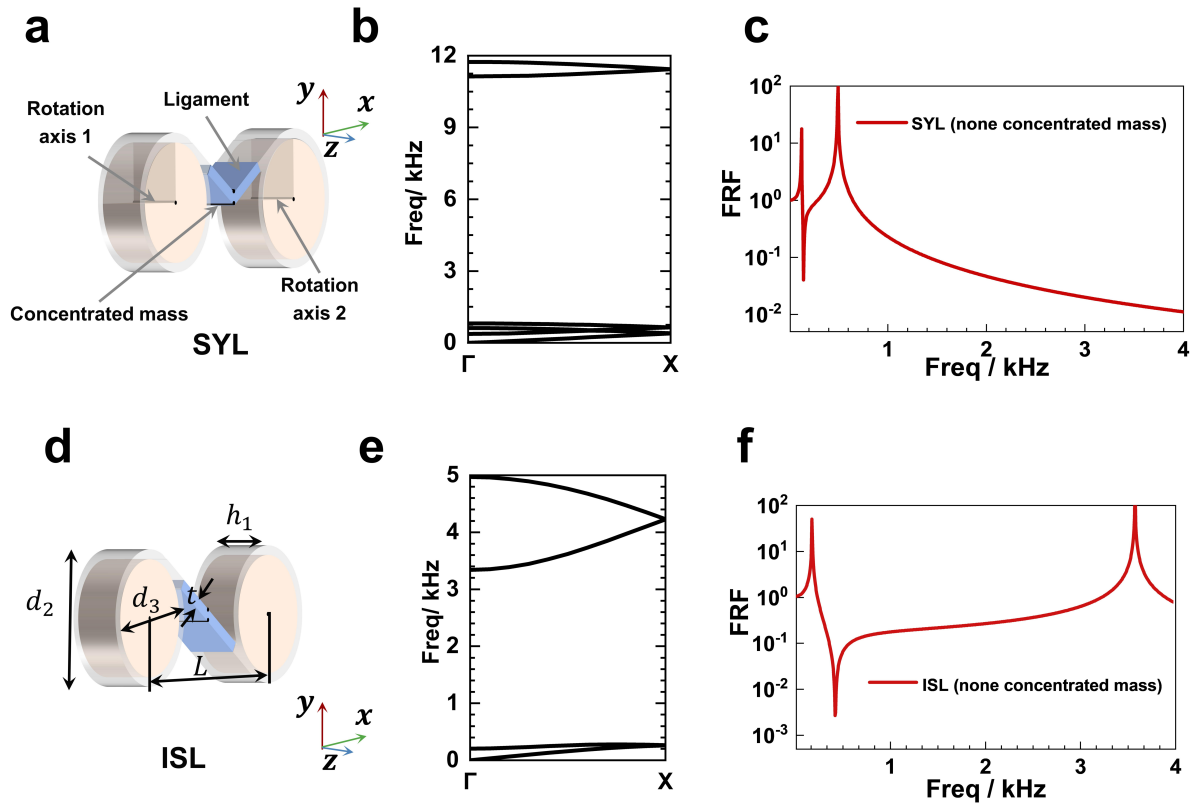 a
Rotation
axis 1
Ligament
y
x
z
Concentrated mass
Rotation
axis 2
SYL
b
12
9
6
3
0
Freq/ kHz
Γ
X
c
10²
10¹
10⁰
10⁻¹
10⁻²
FRF
SYL (none concentrated mass)
1
2
3
4
Freq / kHz
d
h₁
d₂
d₃
t
L
y
x
z
ISL
e
5
4
3
2
1
0
Freq/ kHz
Γ
X
f
10²
10¹
10⁰
10⁻¹
10⁻²
10⁻³
FRF
ISL (none concentrated mass)
1
2
3
4
Freq / kHz